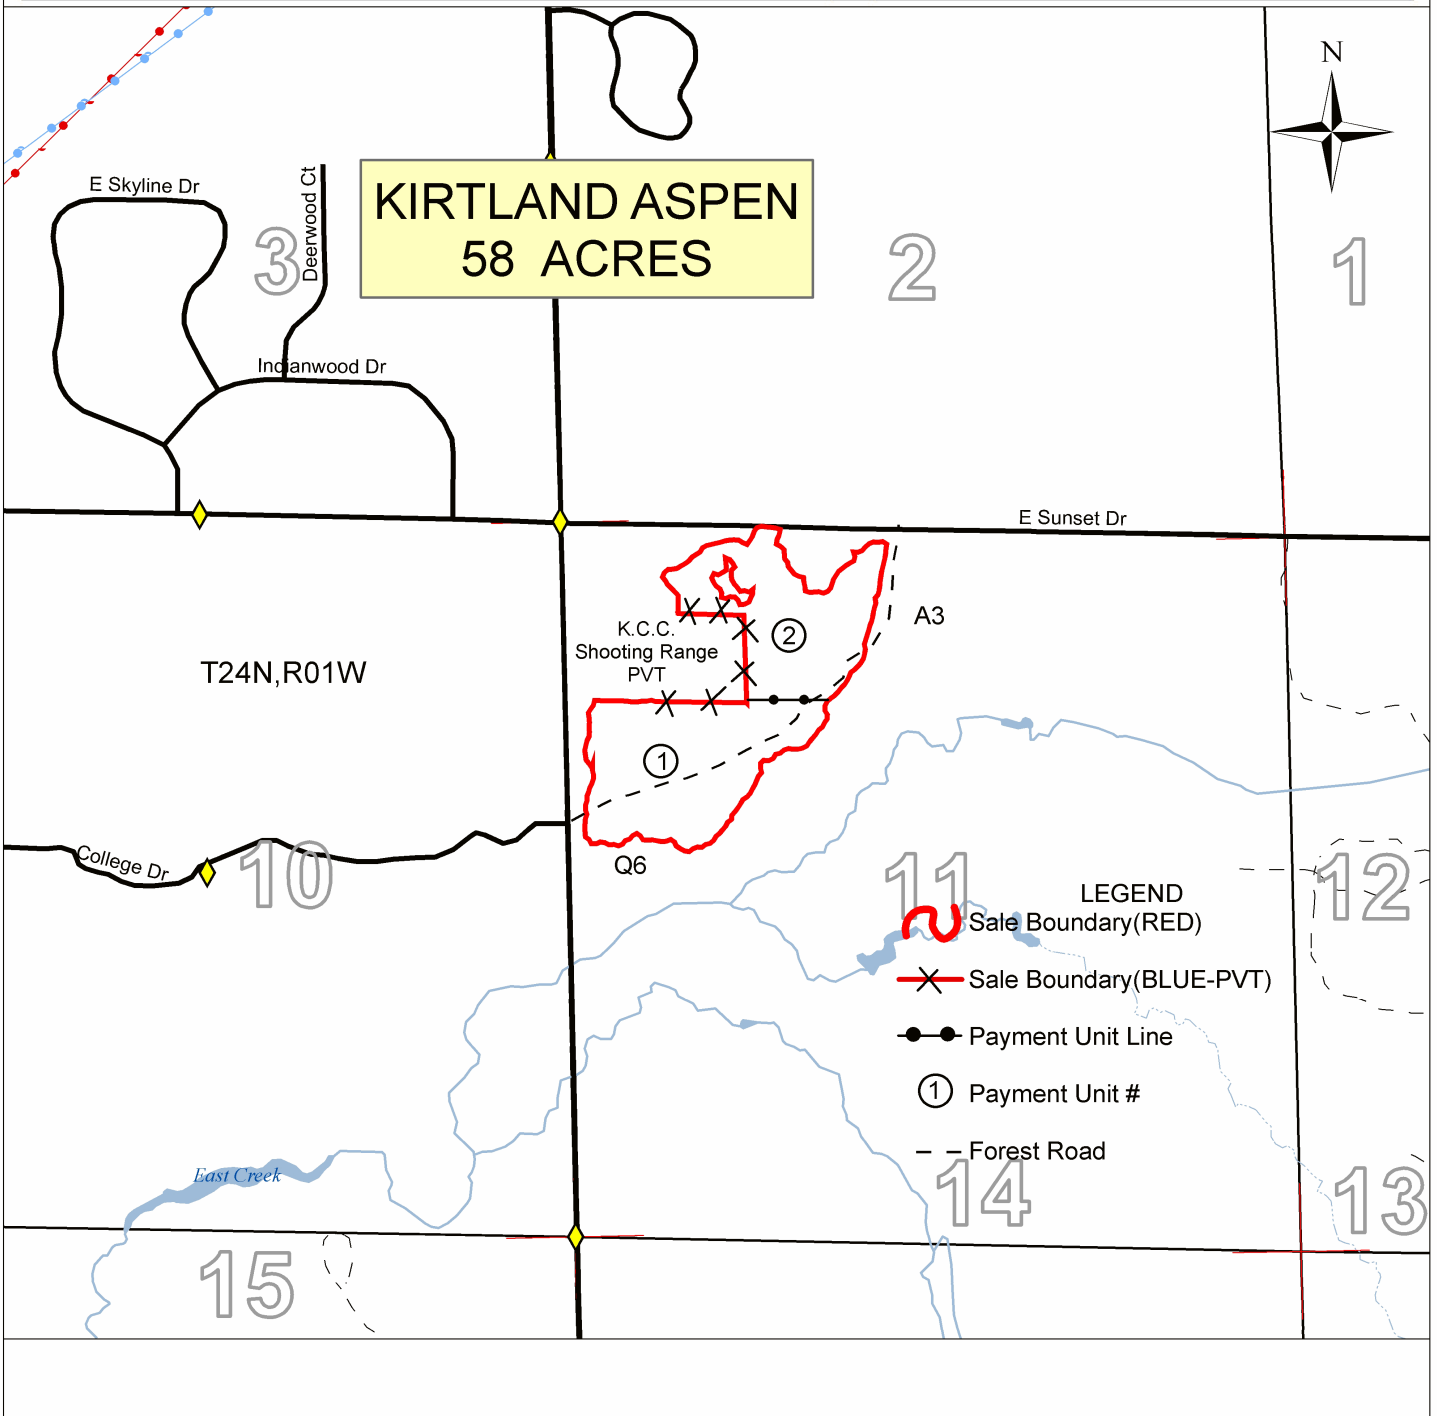 N
E Skyline Dr
Deerwood Ct
KIRTLAND ASPEN
58 ACRES
3
2
1
Indianwood Dr
E Sunset Dr
A3
K.C.C.
Shooting Range
PVT
2
T24N,R01W
1
College Dr
10
Q6
11
12
LEGEND
Sale Boundary(RED)
Sale Boundary(BLUE-PVT)
Payment Unit Line
1
Payment Unit #
Forest Road
East Creek
14
13
15